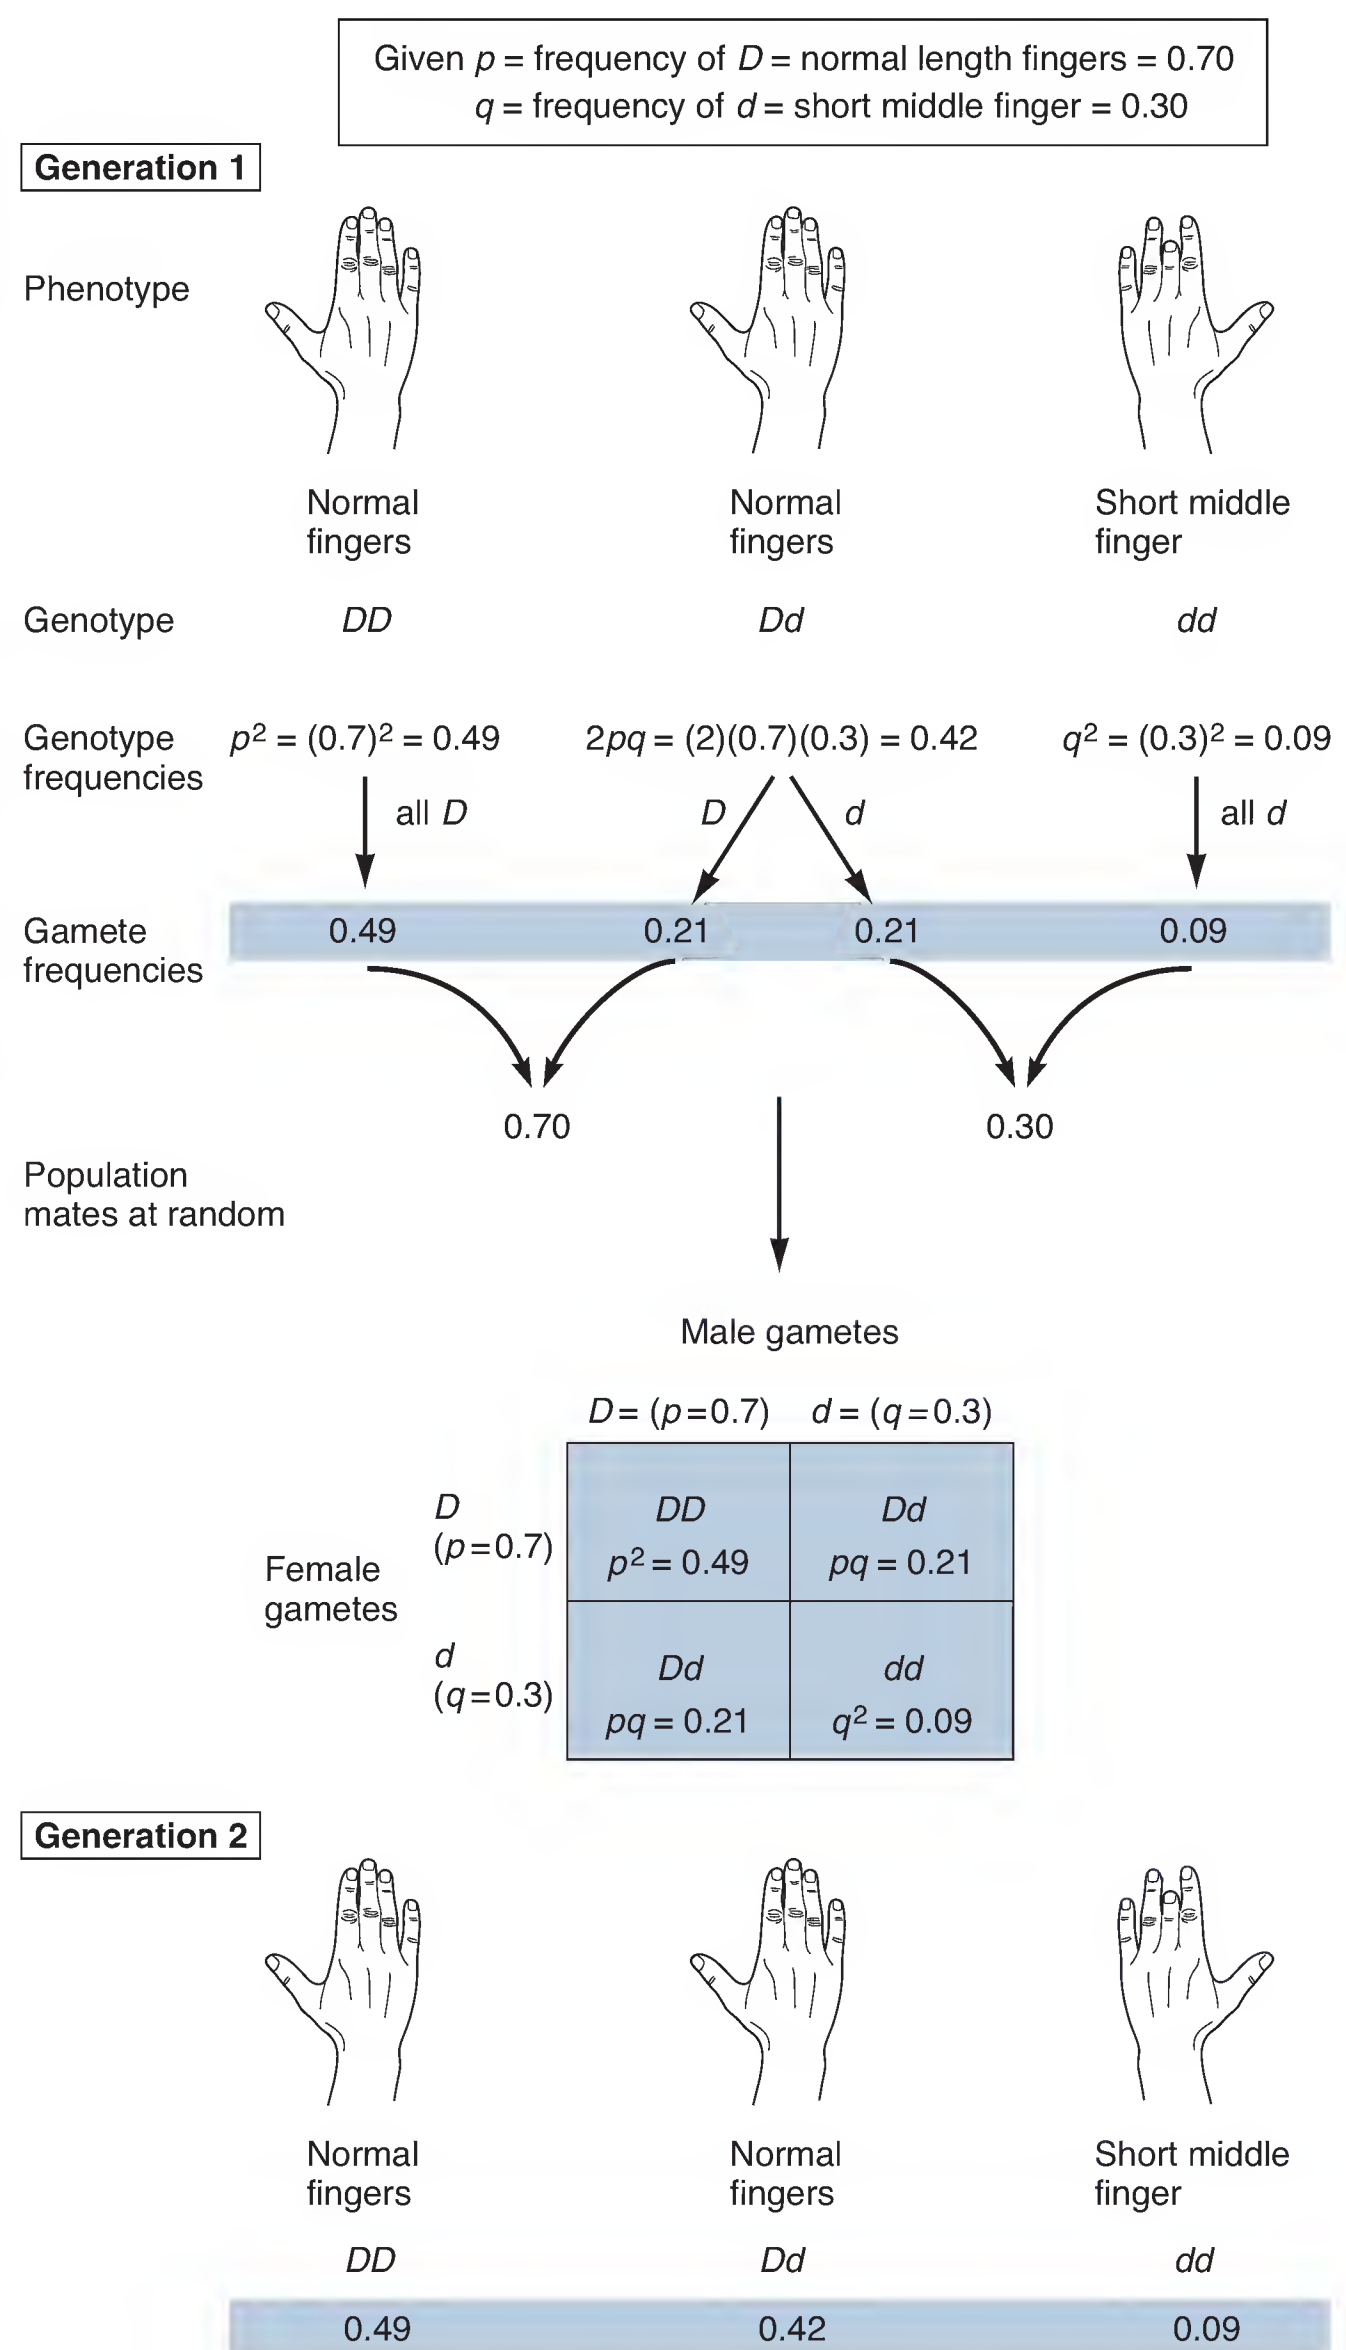 Given p = frequency of D = normal length fingers = 0.70
q = frequency of d = short middle finger = 0.30
Generation 1
Phenotype
Normal fingers
Normal fingers
Short middle finger
Genotype
DD
Dd
dd
Genotype frequencies
p² = (0.7)² = 0.49
2pq = (2)(0.7)(0.3) = 0.42
q² = (0.3)² = 0.09
all D
D
d
all d
Gamete frequencies
0.49
0.21
0.21
0.09
0.70
0.30
Population mates at random
Male gametes
D = (p=0.7)
d = (q=0.3)
Female gametes
D (p=0.7)
DD
p² = 0.49
Dd
pq = 0.21
d (q=0.3)
Dd
pq = 0.21
dd
q² = 0.09
Generation 2
Normal fingers
Normal fingers
Short middle finger
DD
Dd
dd
0.49
0.42
0.09